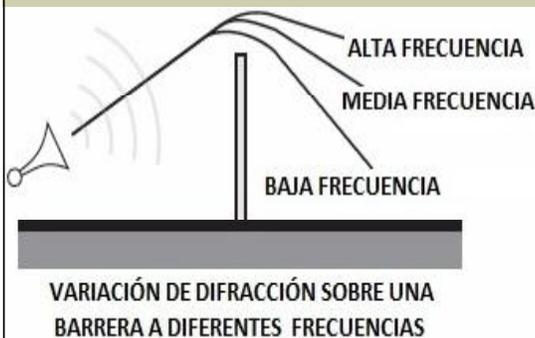 ALTA FRECUENCIA
MEDIA FRECUENCIA
BAJA FRECUENCIA
VARIACIÓN DE DIFRACCIÓN SOBRE UNA
BARRERA A DIFERENTES FRECUENCIAS